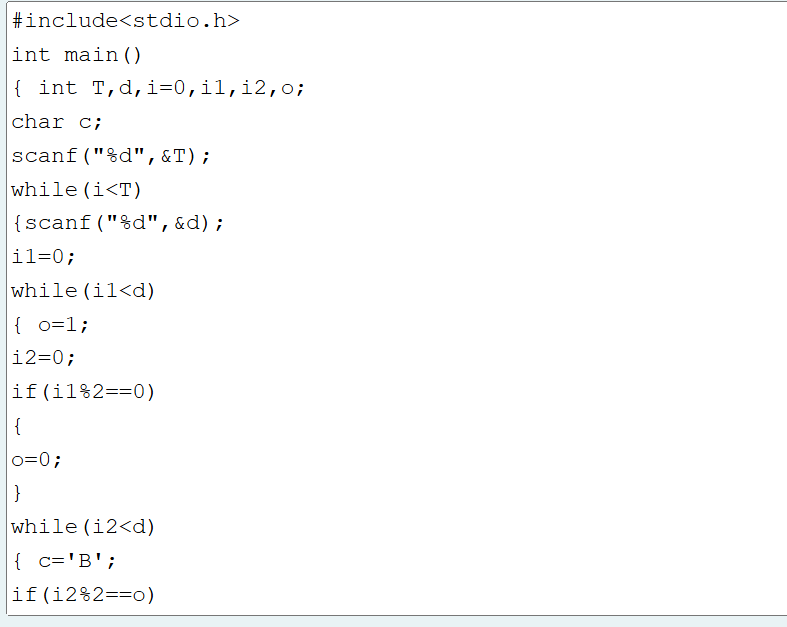 #include<stdio.h>
int main()
{ int T,d,i=0,i1,i2,o;
char c;
scanf("%d",&T);
while(i<T)
{scanf("%d",&d);
i1=0;
while(i1<d)
{ o=1;
i2=0;
if(i1%2==0)
{
o=0;
}
while(i2<d)
{ c='B';
if(i2%2==o)